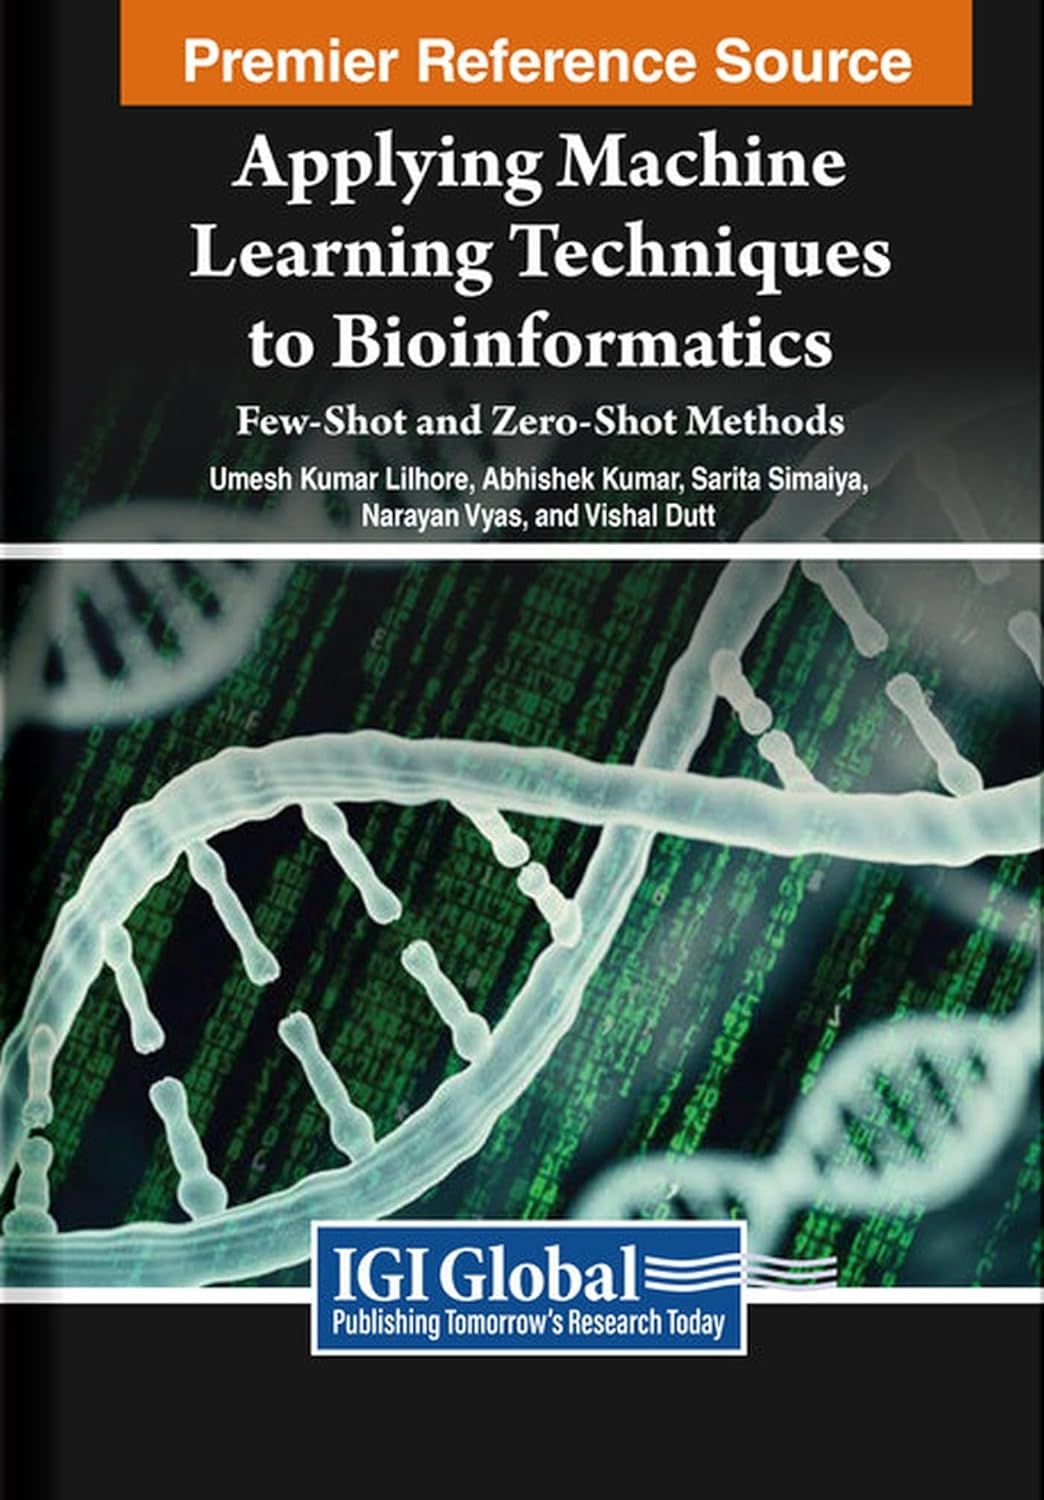 Premier Reference Source
Applying Machine
Learning Techniques
to Bioinformatics
Few-Shot and Zero-Shot Methods
Umesh Kumar Lilhore, Abhishek Kumar, Sarita Simaiya,
Narayan Vyas, and Vishal Dutt
IGI Global
Publishing Tomorrow's Research Today